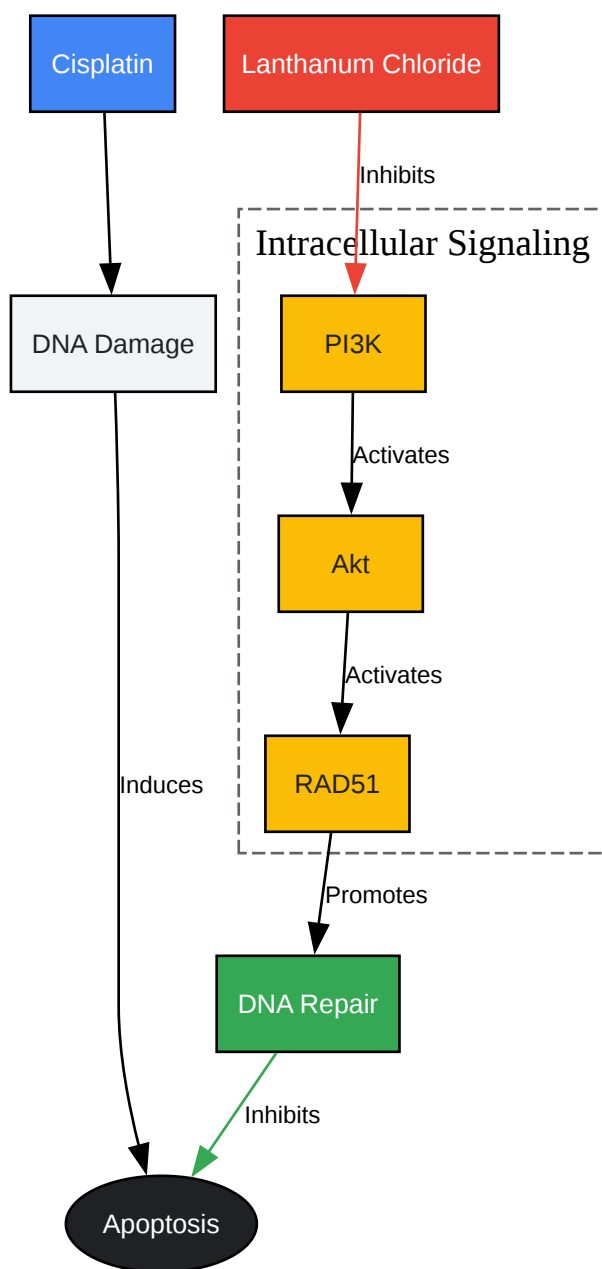 Cisplatin
Lanthanum Chloride
Inhibits
Intracellular Signaling
DNA Damage
PI3K
Activates
Akt
Activates
RAD51
Induces
Promotes
DNA Repair
Inhibits
Apoptosis